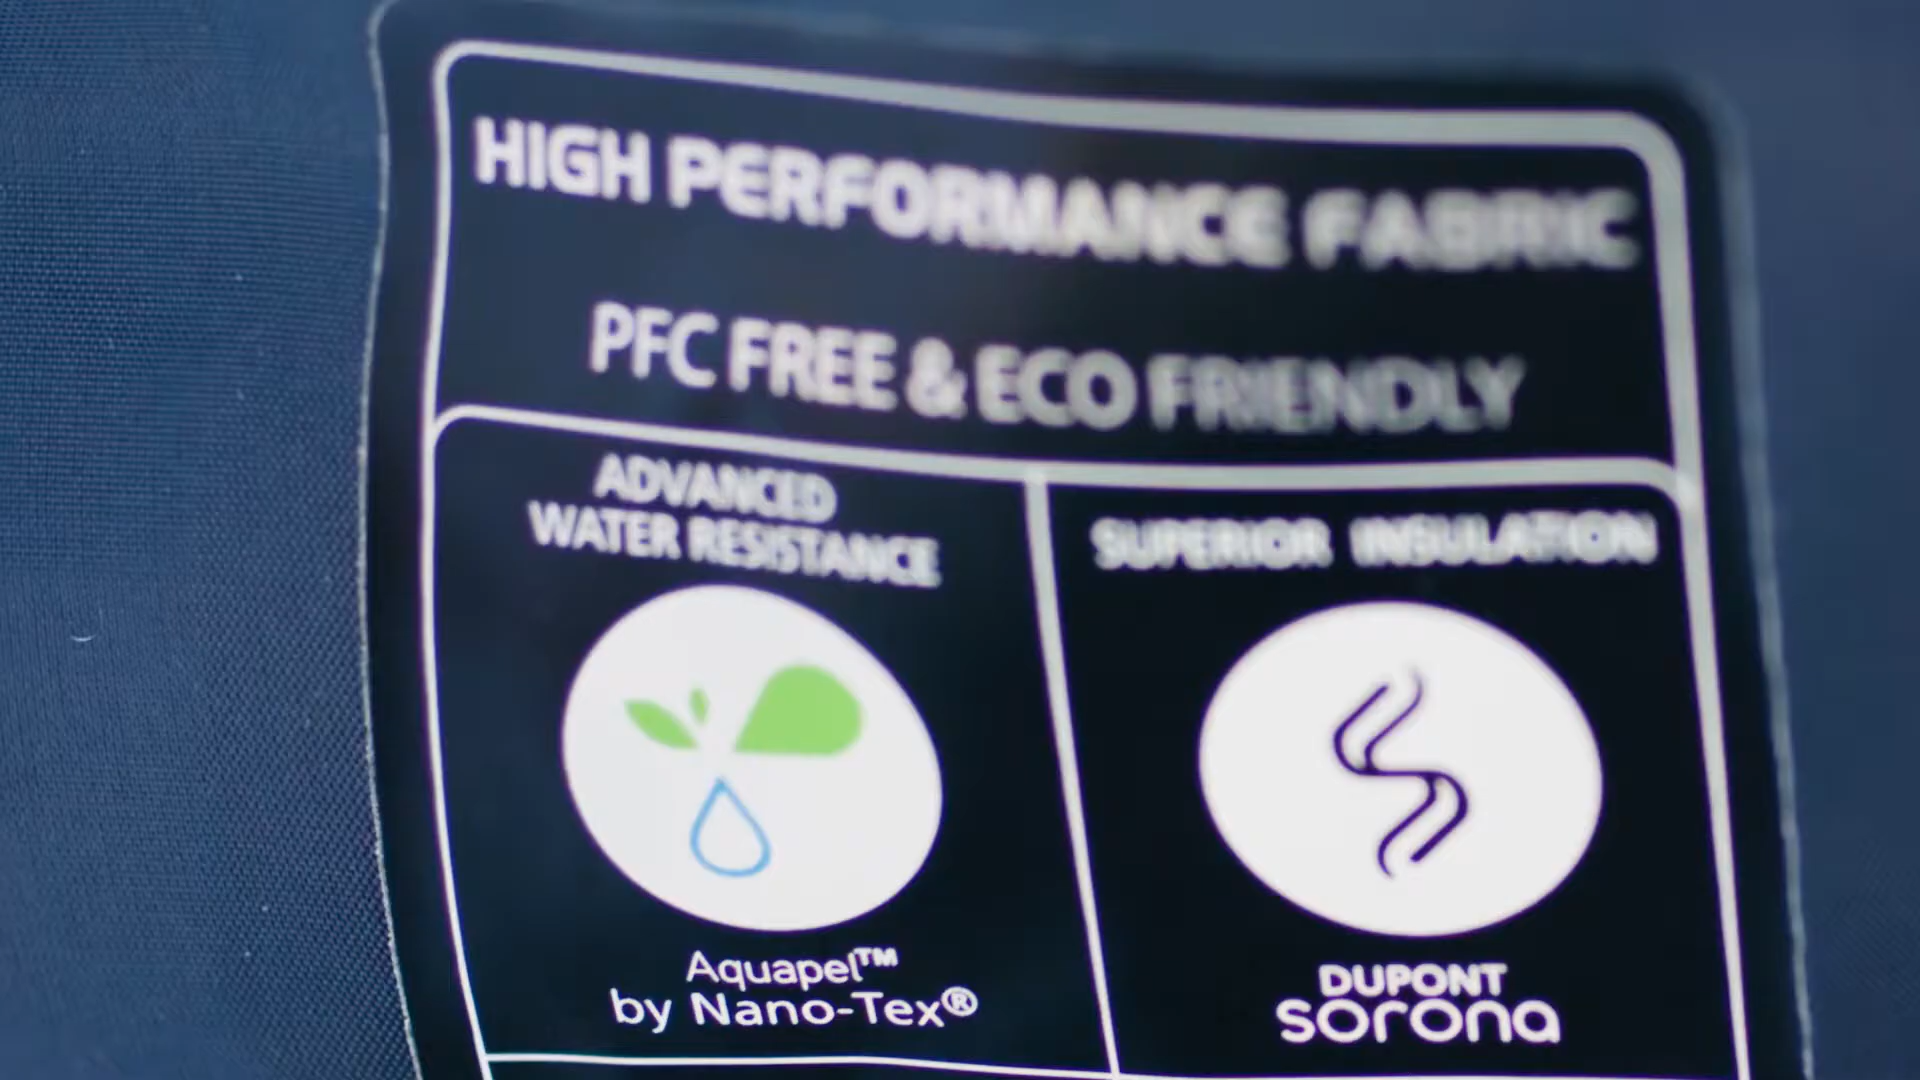 HIGH PERFORMANCE FABRIC
PFC FREE & ECO FRIENDLY
ADVANCED
WATER RESISTANCE
Aquapel™
by Nano-Tex®
SUPERIOR INSULATION
DUPONT
sorona